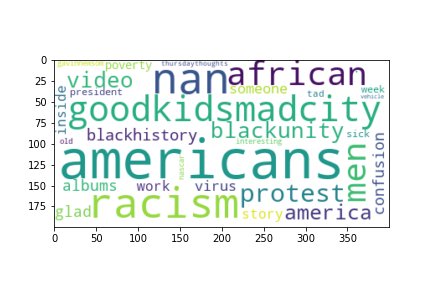 0
25
50
75
100
125
150
175
gavinnewsom
poverty
thursdaythoughts
video
nan
african
president
someone
tad
week
vehicle
inside
goodkidsmadcity
old
blackhistory
blackunity
sick
interesting
americans
nascar
men
confusion
albums
work
virus
protest
glad
racism
story
america
0 50 100 150 200 250 300 350